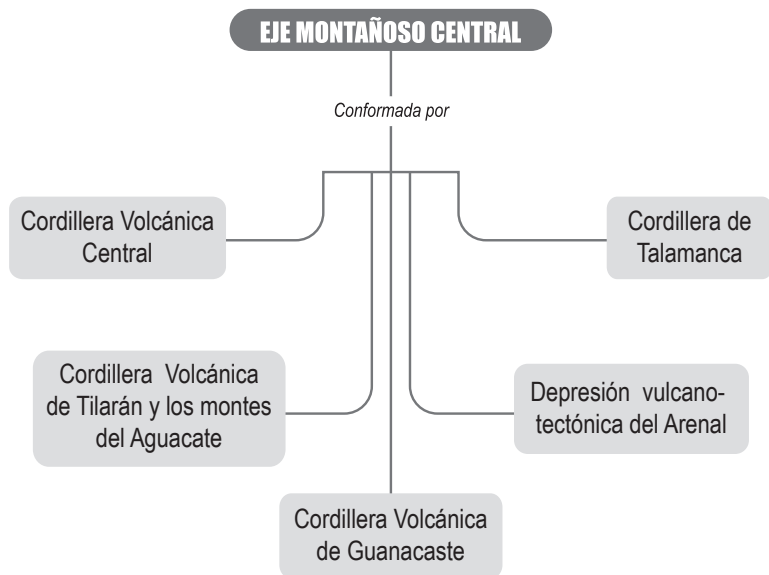 EJE MONTAÑOSO CENTRAL
Conformada por
Cordillera Volcánica
Central
Cordillera de
Talamanca
Cordillera Volcánica
de Tilarán y los montes
del Aguacate
Depresión vulcano-
tectónica del Arenal
Cordillera Volcánica
de Guanacaste